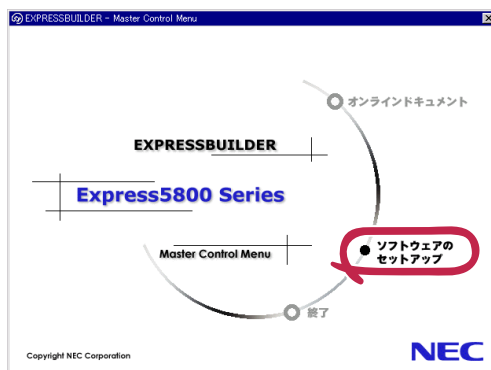 EXPRESSBUILDER - Master Control Menu
オンラインドキュメント
EXPRESSBUILDER
Express5800 Series
Master Control Menu
ソフトウェアの
セットアップ
終了
Copyright NEC Corporation
NEC